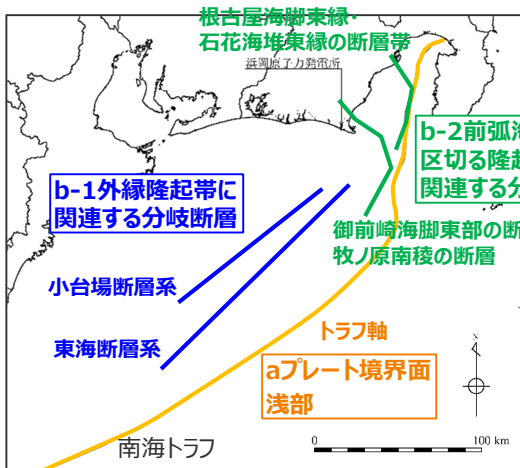 根古屋海脚東縁・
石花海堆東縁の断層帯
浜岡原子力発電所
b-2前弧海
区切る隆起
関連する分
b-1外縁隆起帯に
関連する分岐断層
御前崎海脚東部の断
牧ノ原南稜の断層
小台場断層系
東海断層系
トラフ軸
aプレート境界面
浅部
南海トラフ
N
0 100 km